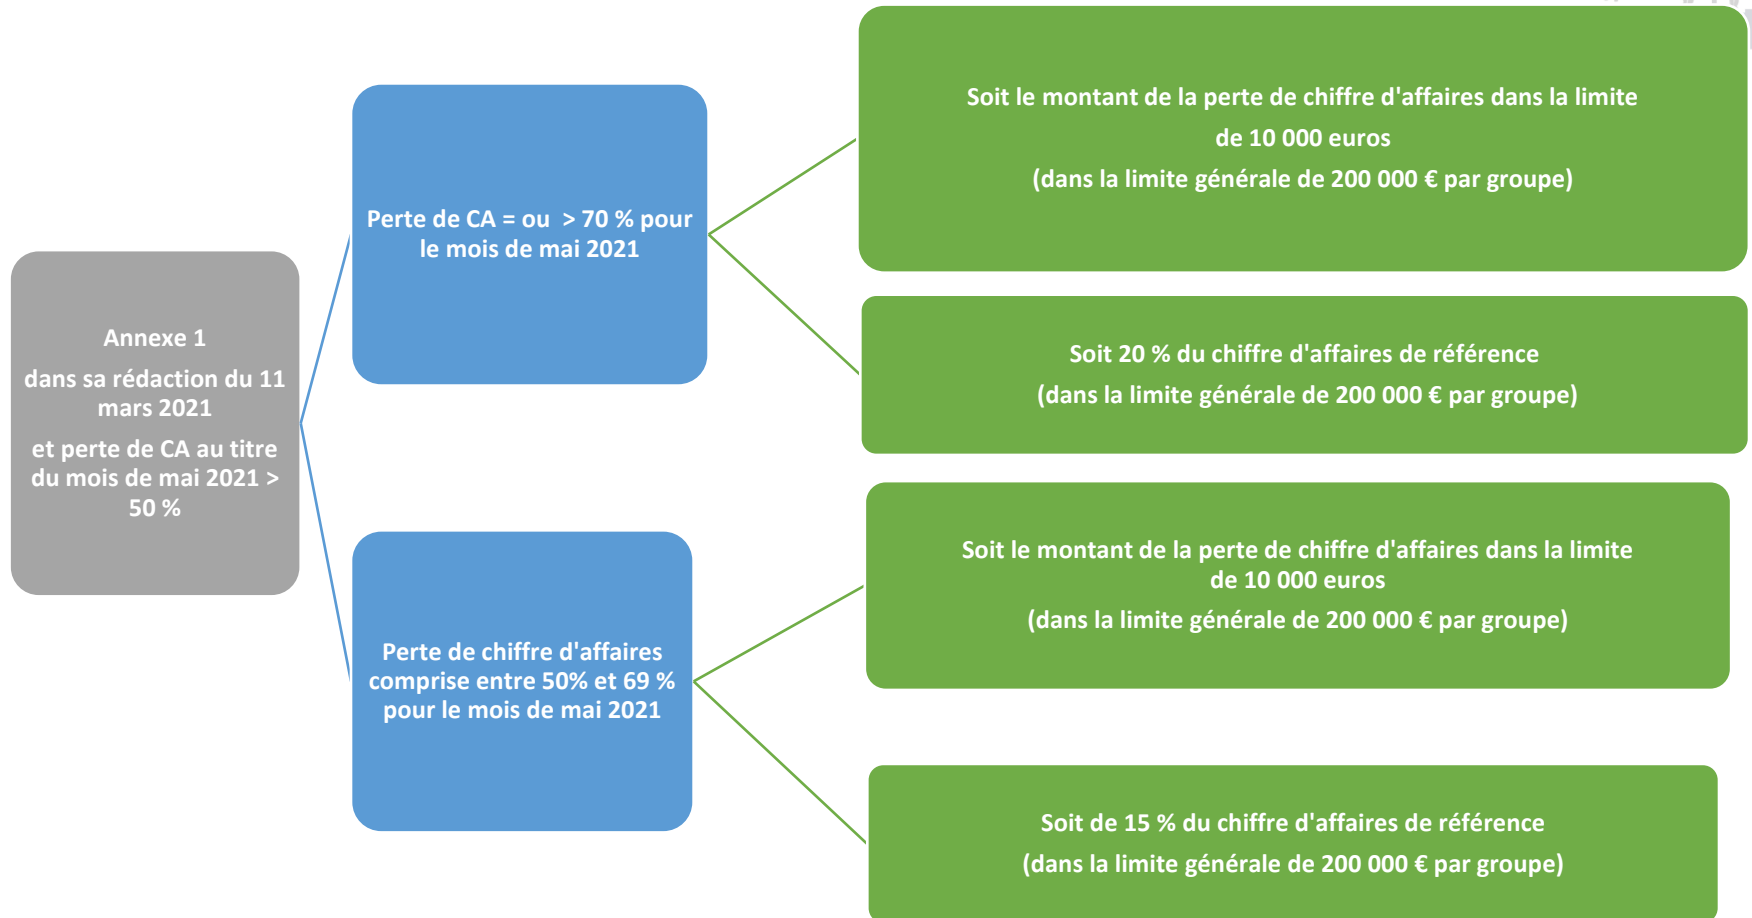 Annexe 1
dans sa rédaction du 11
mars 2021
et perte de CA au titre
du mois de mai 2021 >
50 %
Perte de CA = ou  > 70 % pour
le mois de mai 2021
Soit le montant de la perte de chiffre d'affaires dans la limite
de 10 000 euros
(dans la limite générale de 200 000 € par groupe)
Soit 20 % du chiffre d'affaires de référence
(dans la limite générale de 200 000 € par groupe)
Perte de chiffre d'affaires
comprise entre 50% et 69 %
pour le mois de mai 2021
Soit le montant de la perte de chiffre d'affaires dans la limite
de 10 000 euros
(dans la limite générale de 200 000 € par groupe)
Soit de 15 % du chiffre d'affaires de référence
(dans la limite générale de 200 000 € par groupe)